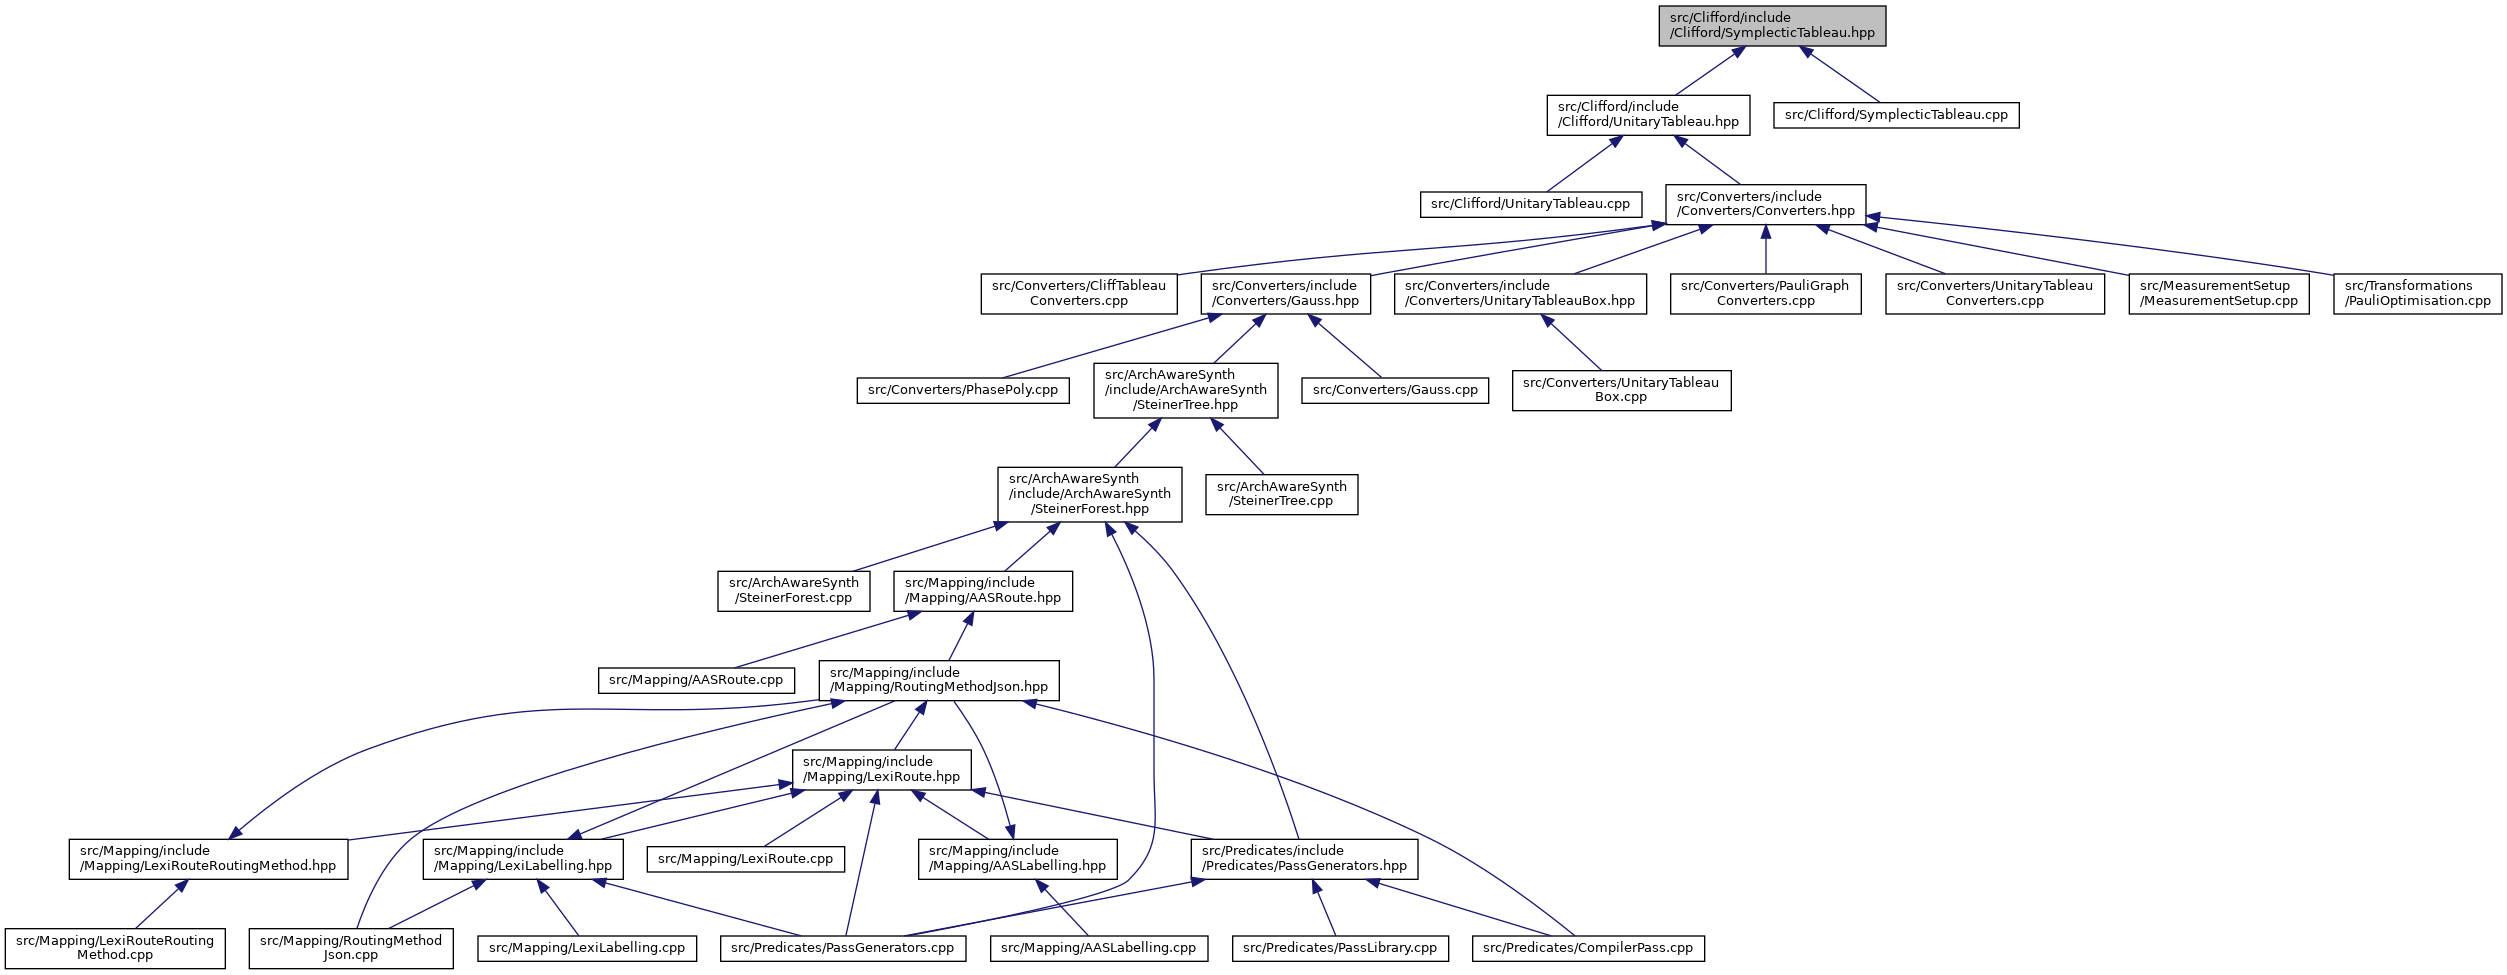 src/Clifford/include
/Clifford/SymplecticTableau.hpp
src/Clifford/include
/Clifford/UnitaryTableau.hpp
src/Clifford/SymplecticTableau.cpp
src/Clifford/UnitaryTableau.cpp
src/Converters/include
/Converters/Converters.hpp
src/Converters/CliffTableau
Converters.cpp
src/Converters/include
/Converters/Gauss.hpp
src/Converters/include
/Converters/UnitaryTableauBox.hpp
src/Converters/PauliGraph
Converters.cpp
src/Converters/UnitaryTableau
Converters.cpp
src/MeasurementSetup
/MeasurementSetup.cpp
src/Transformations
/PauliOptimisation.cpp
src/Converters/PhasePoly.cpp
src/ArchAwareSynth
/include/ArchAwareSynth
/SteinerTree.hpp
src/Converters/Gauss.cpp
src/Converters/UnitaryTableau
Box.cpp
src/ArchAwareSynth
/include/ArchAwareSynth
/SteinerForest.hpp
src/ArchAwareSynth
/SteinerTree.cpp
src/ArchAwareSynth
/SteinerForest.cpp
src/Mapping/include
/Mapping/AASRoute.hpp
src/Mapping/AASRoute.cpp
src/Mapping/include
/Mapping/RoutingMethodJson.hpp
src/Mapping/include
/Mapping/LexiRoute.hpp
src/Mapping/include
/Mapping/LexiRouteRoutingMethod.hpp
src/Mapping/include
/Mapping/LexiLabelling.hpp
src/Mapping/LexiRoute.cpp
src/Mapping/include
/Mapping/AASLabelling.hpp
src/Predicates/include
/Predicates/PassGenerators.hpp
src/Mapping/LexiRouteRouting
Method.cpp
src/Mapping/RoutingMethod
Json.cpp
src/Mapping/LexiLabelling.cpp
src/Predicates/PassGenerators.cpp
src/Mapping/AASLabelling.cpp
src/Predicates/PassLibrary.cpp
src/Predicates/CompilerPass.cpp